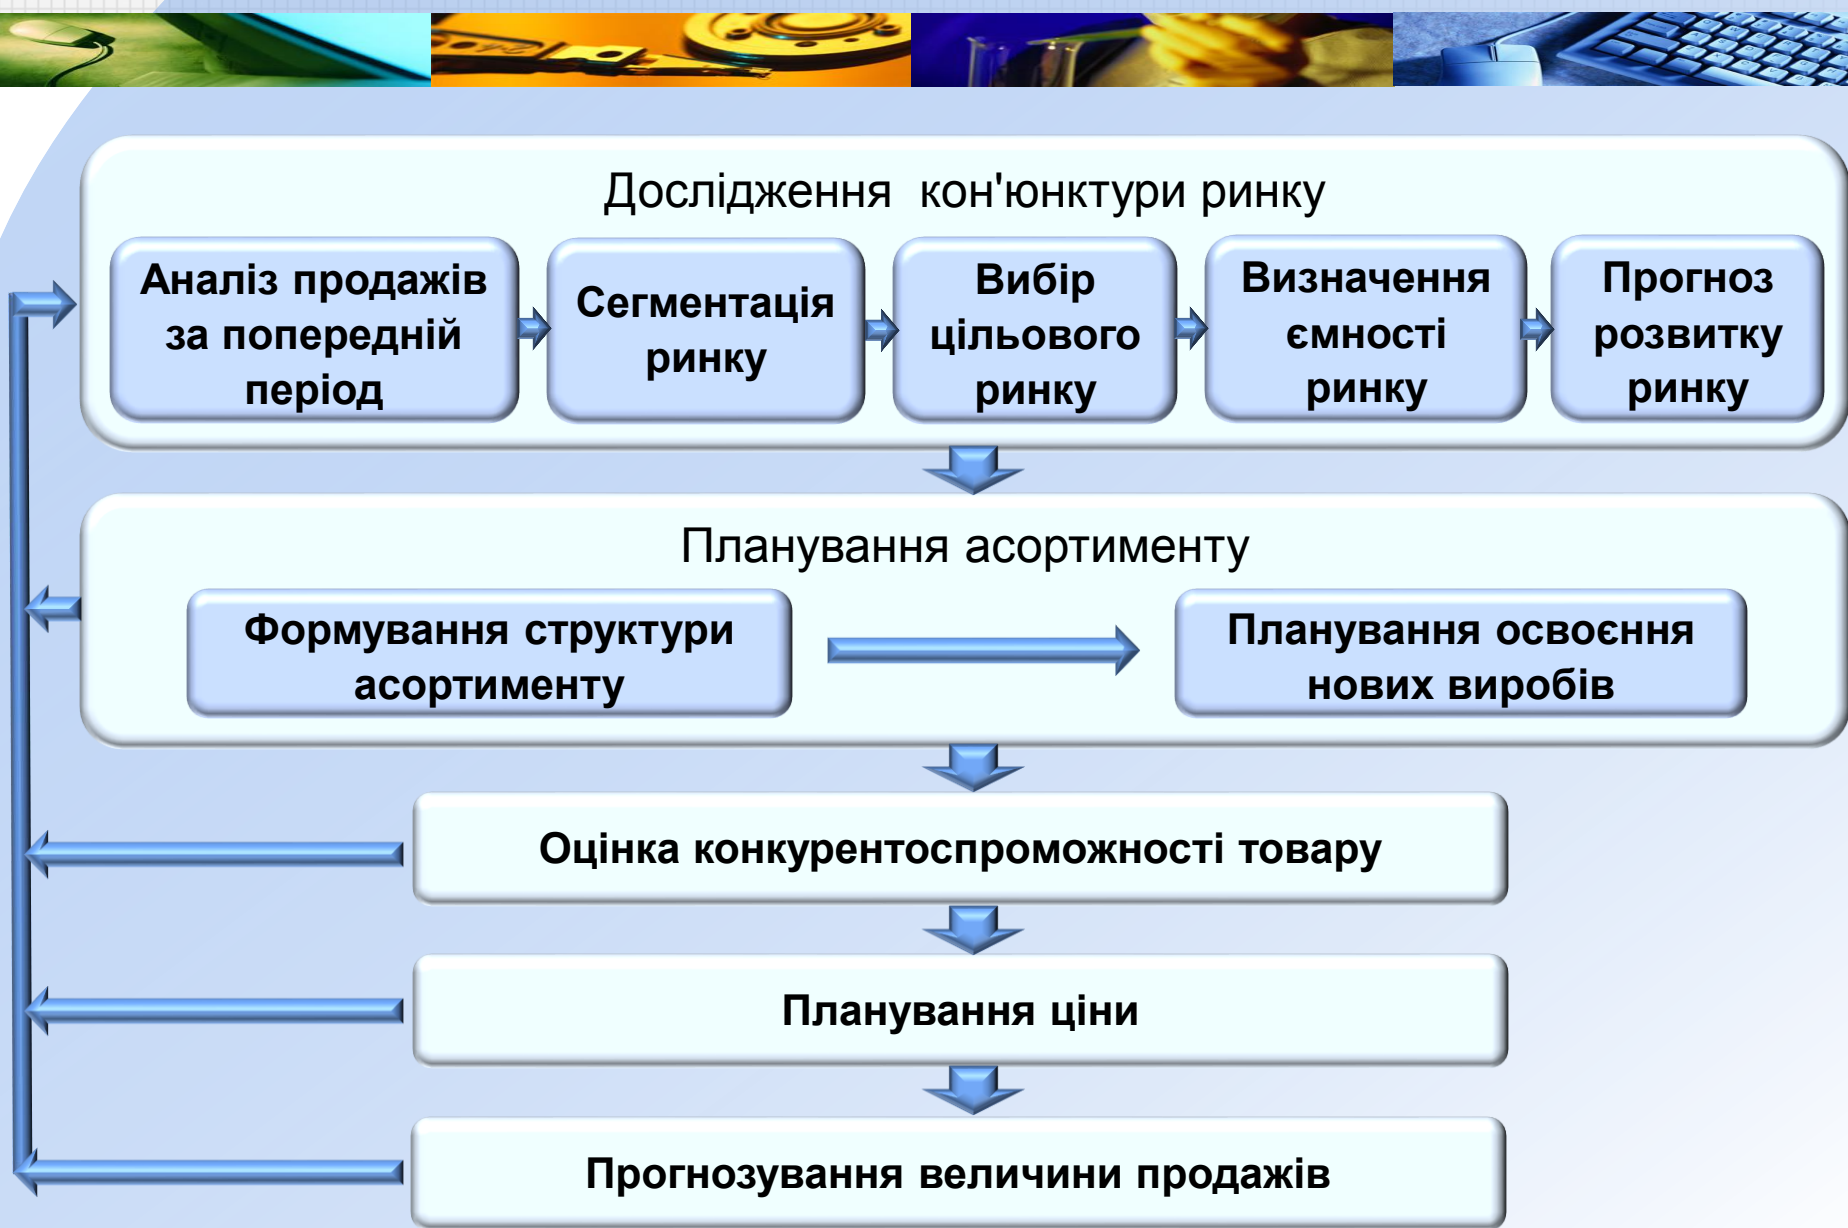 Дослідження  кон'юнктури ринку
Аналіз продажів
за попередній
період
Сегментація
ринку
Вибір
цільового
ринку
Визначення
ємності
ринку
Прогноз
розвитку
ринку
Планування асортименту
Формування структури
асортименту
Планування освоєння
нових виробів
Оцінка конкурентоспроможності товару
Планування ціни
Прогнозування величини продажів